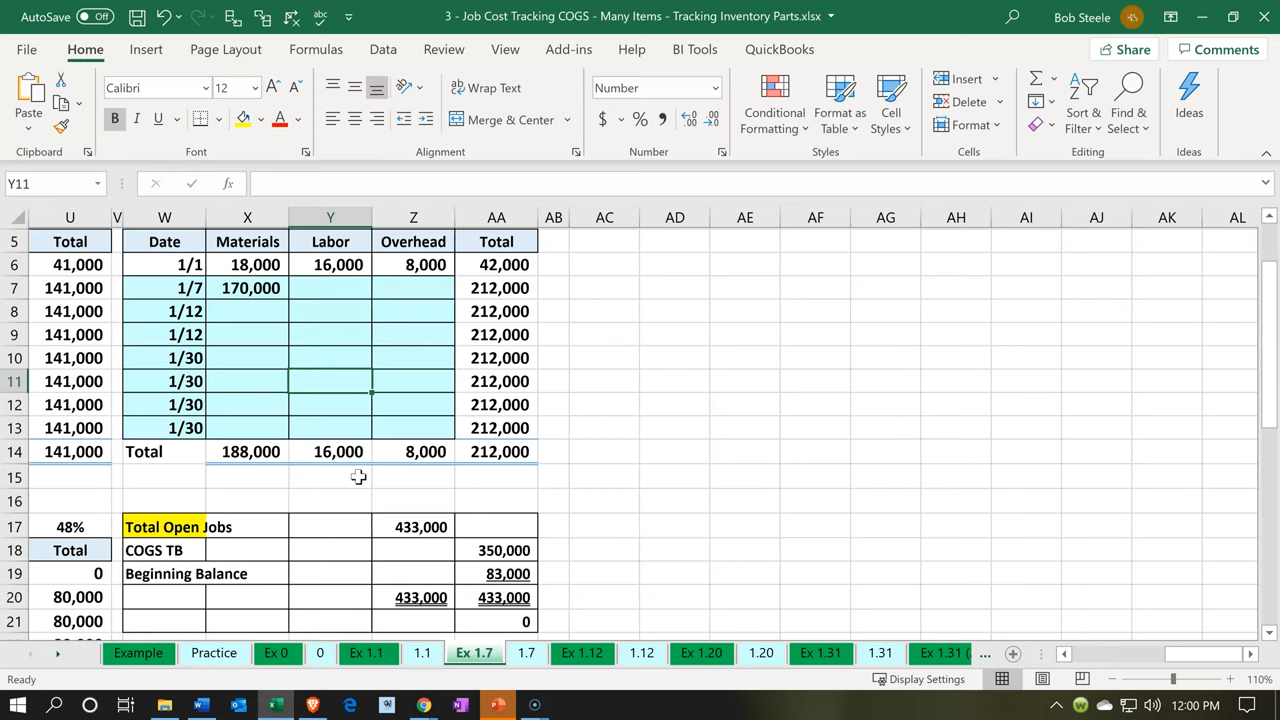 AutoSave Off 3 - Job Cost Tracking COGS - Many Items - Tracking Inventory Parts.xlsx Bob Steele
File Home Insert Page Layout Formulas Data Review View Add-ins Help BI Tools QuickBooks Share Comments
Paste Calibri 12 A A Wrap Text Number Conditional Formatting Format as Table Cell Styles Insert Σ Sort & Filter Find & Select Ideas
B I U A Merge & Center $ % , Delete Format
Clipboard Font Alignment Number Styles Cells Editing Ideas
Y11 fx
U V W X Y Z AA AB AC AD AE AF AG AH AI AJ AK AL
5 Total Date Materials Labor Overhead Total
6 41,000 1/1 18,000 16,000 8,000 42,000
7 141,000 1/7 170,000 212,000
8 141,000 1/12 212,000
9 141,000 1/12 212,000
10 141,000 1/30 212,000
11 141,000 1/30 212,000
12 141,000 1/30 212,000
13 141,000 1/30 212,000
14 141,000 Total 188,000 16,000 8,000 212,000
15
16
17 48% Total Open Jobs 433,000
18 Total COGS TB 350,000
19 0 Beginning Balance 83,000
20 80,000 433,000 433,000
21 80,000 0
Example Practice Ex 0 0 Ex 1.1 1.1 Ex 1.7 1.7 Ex 1.12 1.12 Ex 1.20 1.20 Ex 1.31 1.31 Ex 1.31 (. ...
Ready Display Settings 110%
12:00 PM